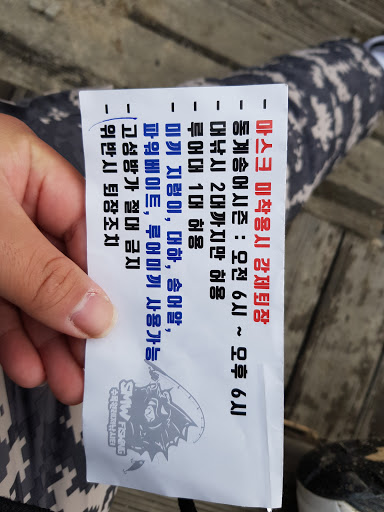 - 마스크 미착용시 강제퇴장
- 동계송어시즌 : 오전 6시 ~ 오후 6시
- 대낚시 2대까지만 허용
- 루어대 1대 허용
- 미끼 지렁이, 대하, 송어알,
파워베이트, 루어미끼 사용가능
- 고성방가 절대 금지
- 위반시 퇴장조치
SMW FISHING